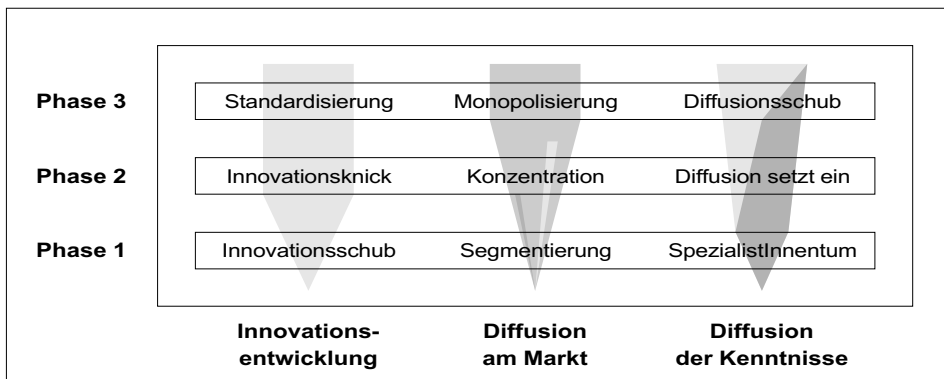 Phase 3 Standardisierung Monopolisierung Diffusionsschub
Phase 2 Innovationsknick Konzentration Diffusion setzt ein
Phase 1 Innovationsschub Segmentierung SpezialistInnentum
Innovations- Diffusion Diffusion
entwicklung am Markt der Kenntnisse